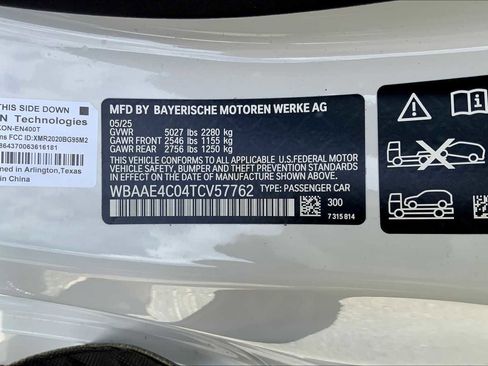 THIS SIDE DOWN
N Technologies
KON-EN400T
ns FCC ID:XMR2020BG95M2
864370063616181
ned in Arlington,Texas
in China
MFD BY BAYERISCHE MOTOREN WERKE AG
05/25
GVWR 5027 lbs 2280 kg
GAWR FRONT 2546 lbs 1155 kg
GAWR REAR 2756 lbs 1250 kg
THIS VEHICLE CONFORMS TO ALL APPLICABLE U.S.FEDERAL
MOTOR VEHICLE SAFETY, BUMPER, AND THEFT PREVENTION
STANDARDS IN EFFECT ON THE DATE OF MANUFACTURE
SHOWN ABOVE.
WBAAE4C04TCV57762 TYPE: PASSENGER CAR
300
7 315 814